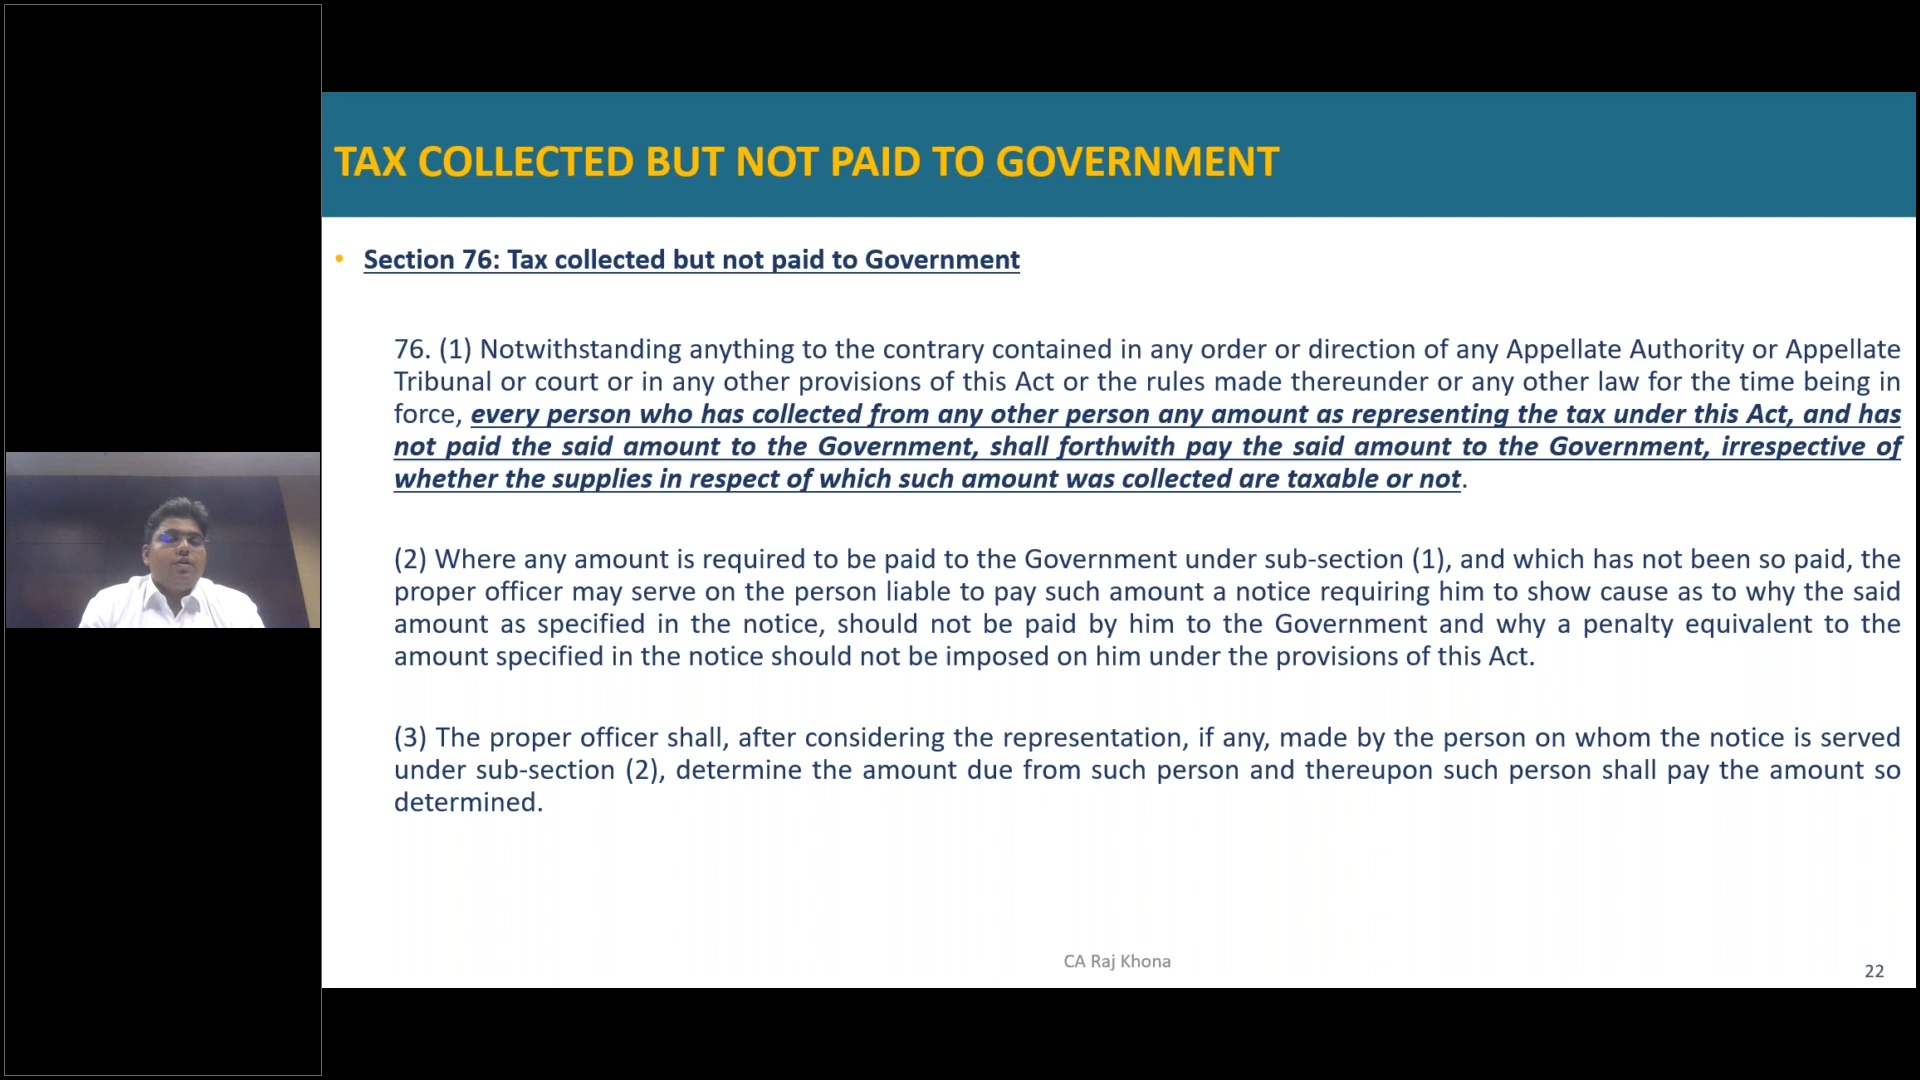 TAX COLLECTED BUT NOT PAID TO GOVERNMENT
• Section 76: Tax collected but not paid to Government
76. (1) Notwithstanding anything to the contrary contained in any order or direction of any Appellate Authority or Appellate
Tribunal or court or in any other provisions of this Act or the rules made thereunder or any other law for the time being in
force, every person who has collected from any other person any amount as representing the tax under this Act, and has
not paid the said amount to the Government, shall forthwith pay the said amount to the Government, irrespective of
whether the supplies in respect of which such amount was collected are taxable or not.
(2) Where any amount is required to be paid to the Government under sub-section (1), and which has not been so paid, the
proper officer may serve on the person liable to pay such amount a notice requiring him to show cause as to why the said
amount as specified in the notice, should not be paid by him to the Government and why a penalty equivalent to the
amount specified in the notice should not be imposed on him under the provisions of this Act.
(3) The proper officer shall, after considering the representation, if any, made by the person on whom the notice is served
under sub-section (2), determine the amount due from such person and thereupon such person shall pay the amount so
determined.
CA Raj Khona
22